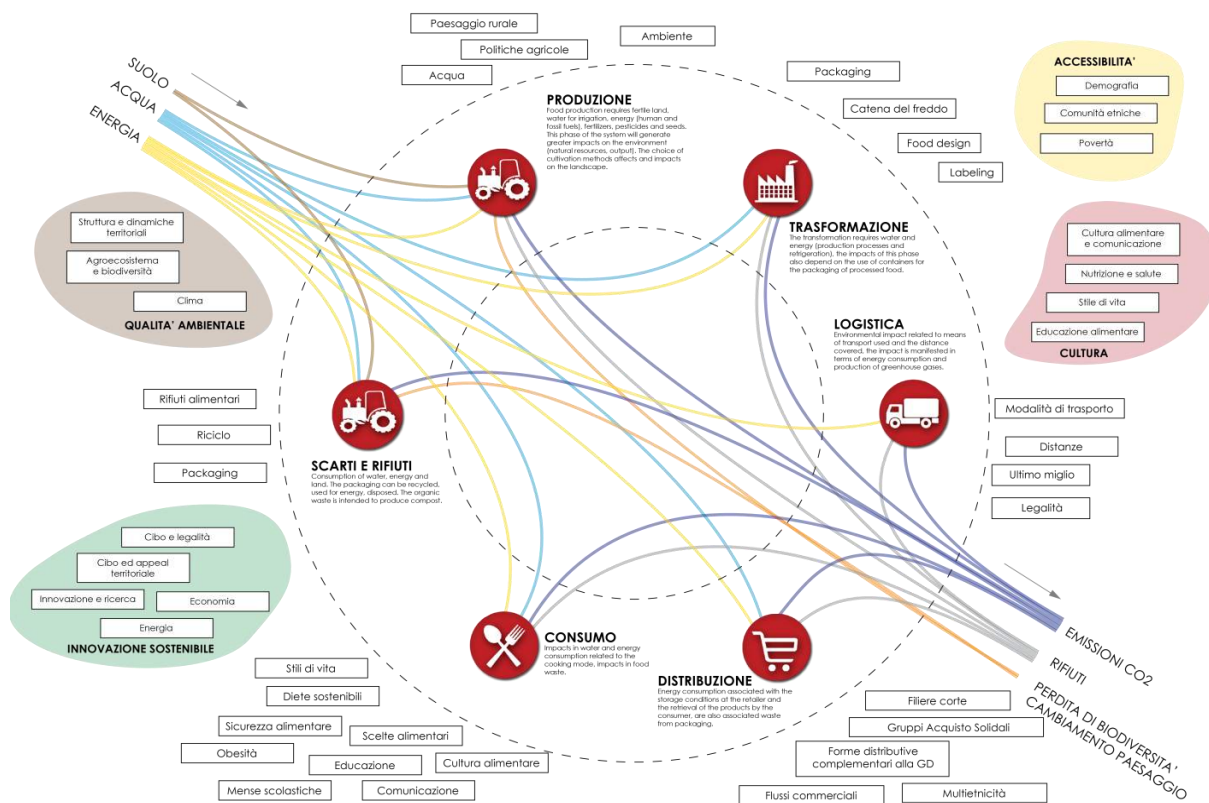 Paesaggio rurale
Politiche agricole
Acqua
Ambiente
Packaging
Catena del freddo
Food design
Labeling
SUOLO
ACQUA
ENERGIA
PRODUZIONE
Food production requires fertile land,
water for irrigation, energy (human and
fossil fuels), fertilizers, pesticides and seeds.
This phase of the system will generate
greater impacts on the environment
(natural resources, output). The choice of
cultivation methods affects and impacts
on the landscape.
TRASFORMAZIONE
The transformation requires water and
energy (production processes and
refrigeration), the impacts of this phase
also depend on the use of containers for
the packaging of processed food.
ACCESSIBILITA'
Demografia
Comunità etniche
Povertà
Struttura e dinamiche
territoriali
Agroecosistema
e biodiversità
Clima
QUALITA' AMBIENTALE
Cultura alimentare
e comunicazione
Nutrizione e salute
Stile di vita
Educazione alimentare
CULTURA
LOGISTICA
Environmental impact related to means
of transport used and the distance
covered, the impact is manifested in
terms of energy consumption and
production of greenhouse gases.
Modalità di trasporto
Distanze
Ultimo miglio
Legalità
Rifiuti alimentari
Riciclo
Packaging
SCARTI E RIFIUTI
Consumption of water, energy and
land. The packaging can be recycled,
used for energy, disposed. The organic
waste is intended to produce compost.
Cibo e legalità
Cibo ed appeal
territoriale
Innovazione e ricerca
Economia
Energia
INNOVAZIONE SOSTENIBILE
CONSUMO
Impacts in water and energy
consumption related to the
cooking mode, impacts in food
waste.
DISTRIBUZIONE
Energy consumption associated with the
storage conditions at the retailer and
the retrieval of the products by the
consumer, are also associated waste
from packaging.
EMISSIONI CO2
RIFIUTI
PERDITA DI BIODIVERSITA'
CAMBIAMENTO PAESAGGIO
Stili di vita
Diete sostenibili
Sicurezza alimentare
Scelte alimentari
Obesità
Educazione
Cultura alimentare
Mense scolastiche
Comunicazione
Filiere corte
Gruppi Acquisto Solidali
Forme distributive
complementari alla GD
Flussi commerciali
Multietnicità